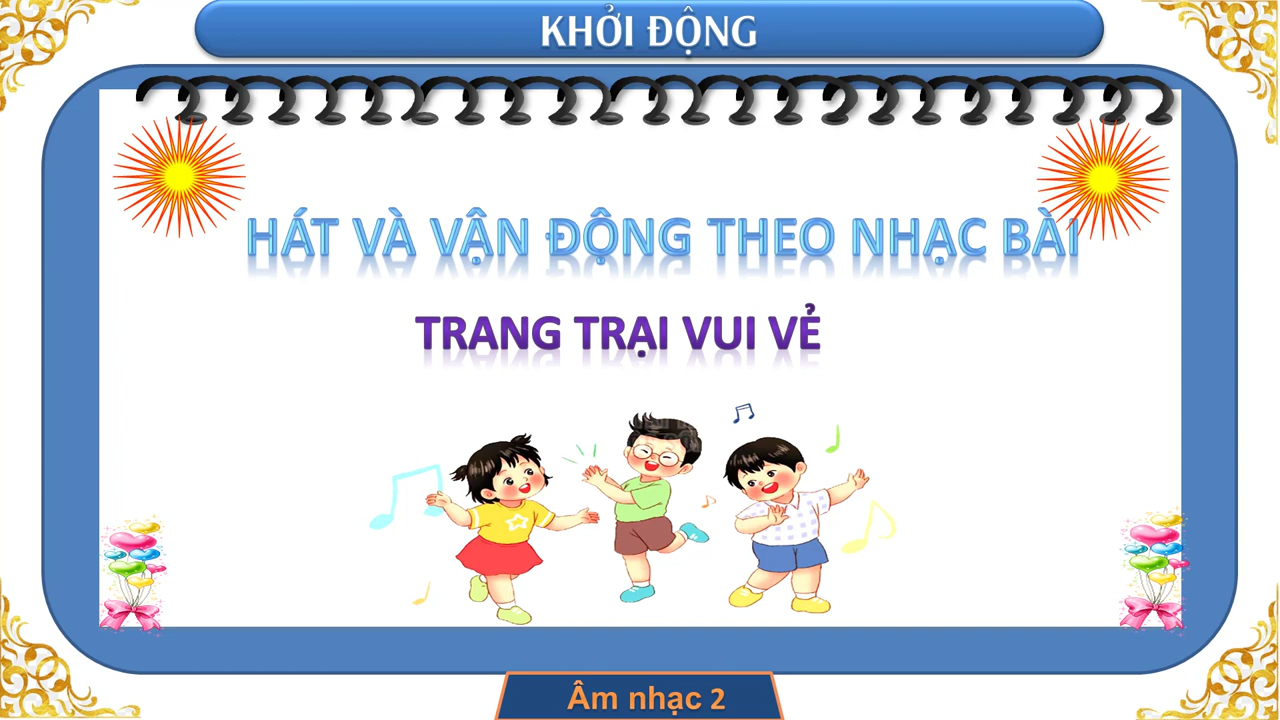 KHỞI ĐỘNG
HÁT VÀ VẬN ĐỘNG THEO NHẠC BÀI
TRANG TRẠI VUI VẺ
Âm nhạc 2